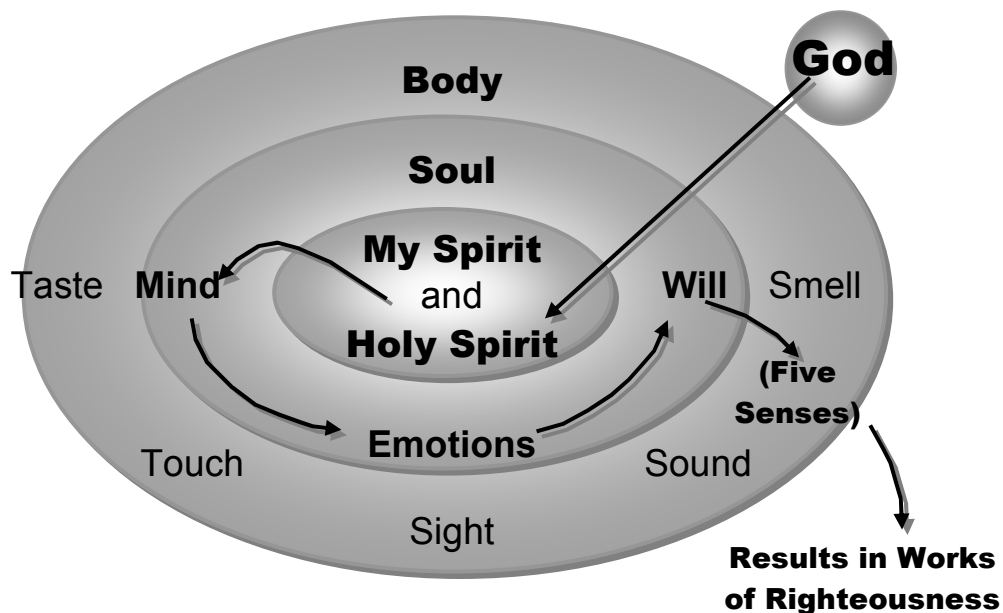 God
Body
Soul
My Spirit
and
Holy Spirit
Taste
Mind
Will
Smell
(Five
Senses)
Emotions
Touch
Sound
Sight
Results in Works
of Righteousness